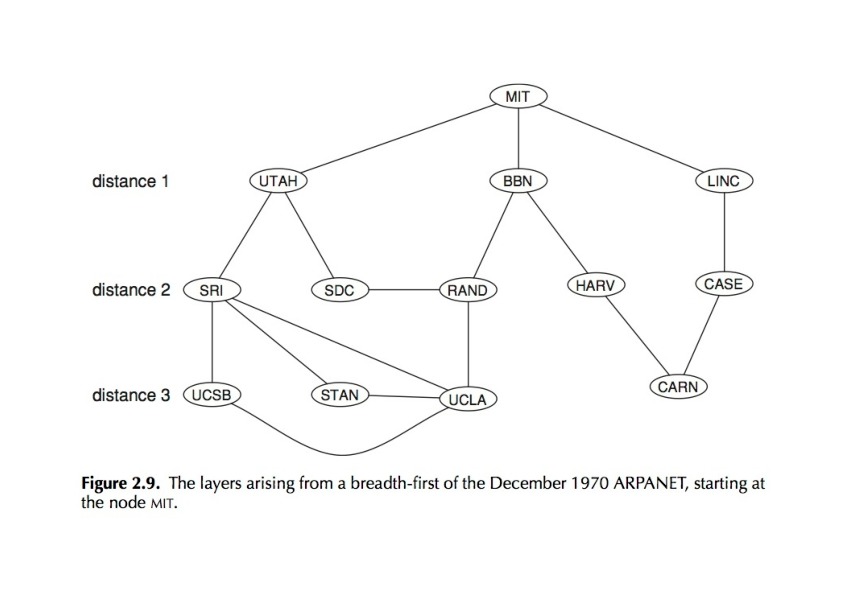 MIT
distance 1 UTAH BBN LINC
distance 2 SRI SDC RAND HARV CASE
distance 3 UCSB STAN UCLA CARN
Figure 2.9. The layers arising from a breadth-first of the December 1970 ARPANET, starting at
the node MIT.